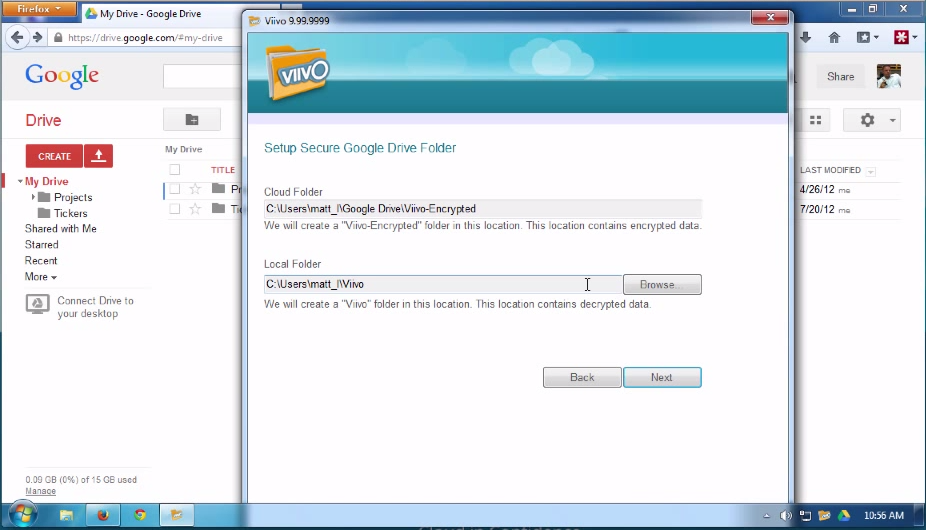 Firefox
My Drive - Google Drive
https://drive.google.com/#my-drive
Google
Share
Drive
CREATE
My Drive
Projects
Tickers
Shared with Me
Starred
Recent
More
Connect Drive to
your desktop
0.09 GB (0%) of 15 GB used
Manage
My Drive
TITLE
LAST MODIFIED
4/26/12 me
7/20/12 me
Viivo 9.99.9999
VIIVO
Setup Secure Google Drive Folder
Cloud Folder
C:\Users\matt_l\Google Drive\Viivo-Encrypted
We will create a "Viivo-Encrypted" folder in this location. This location contains encrypted data.
Local Folder
C:\Users\matt_l\Viivo
Browse...
We will create a "Viivo" folder in this location. This location contains decrypted data.
Back
Next
10:56 AM